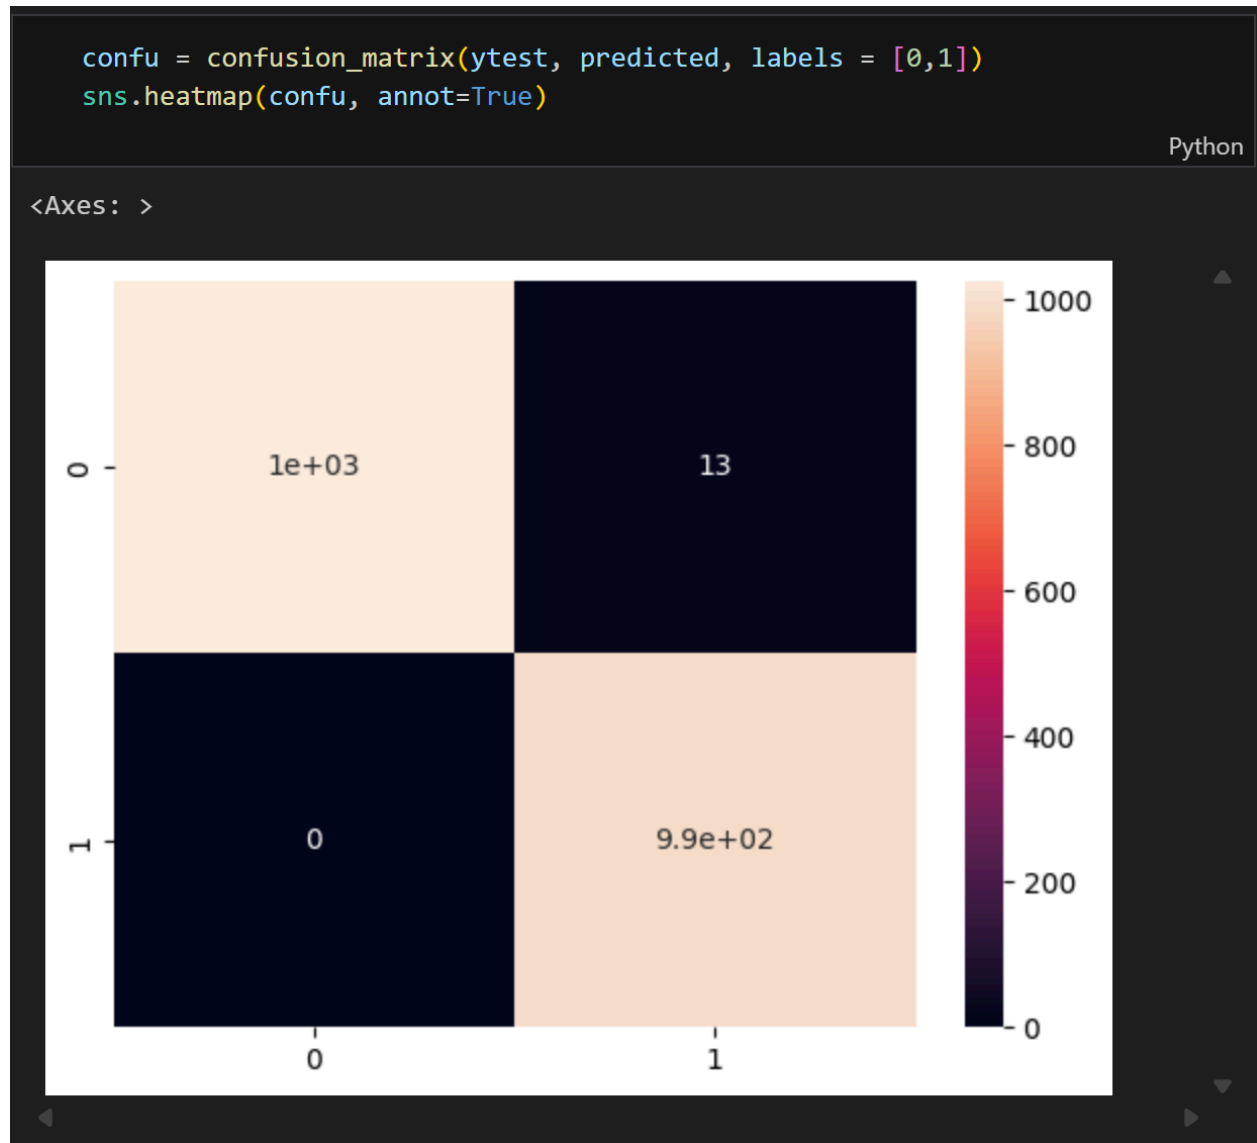 confu = confusion_matrix(ytest, predicted, labels = [0,1])
sns.heatmap(confu, annot=True)
Python
<Axes: >
1000
0
1e+03
13
800
600
400
1
0
9.9e+02
200
0
0
1